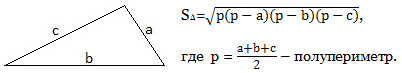 c
a
b
S∆=√p(p − a)(p − b)(p − c),
где p = a+b+c/2 − полупериметр.